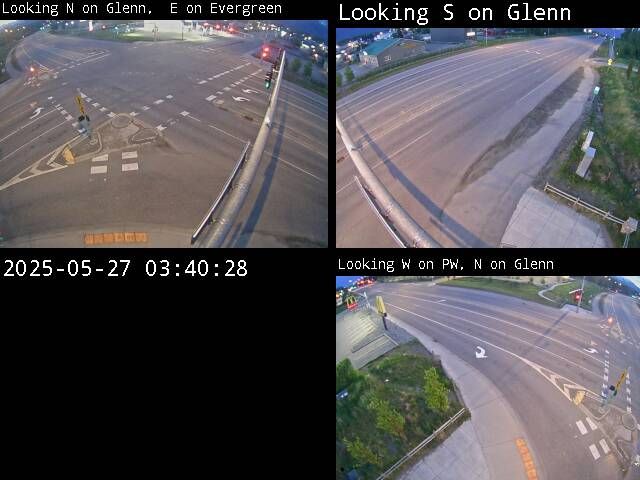 Looking N on Glenn, E on Evergreen
Looking S on Glenn
2025-05-27 03:40:28
Looking W on PW, N on Glenn